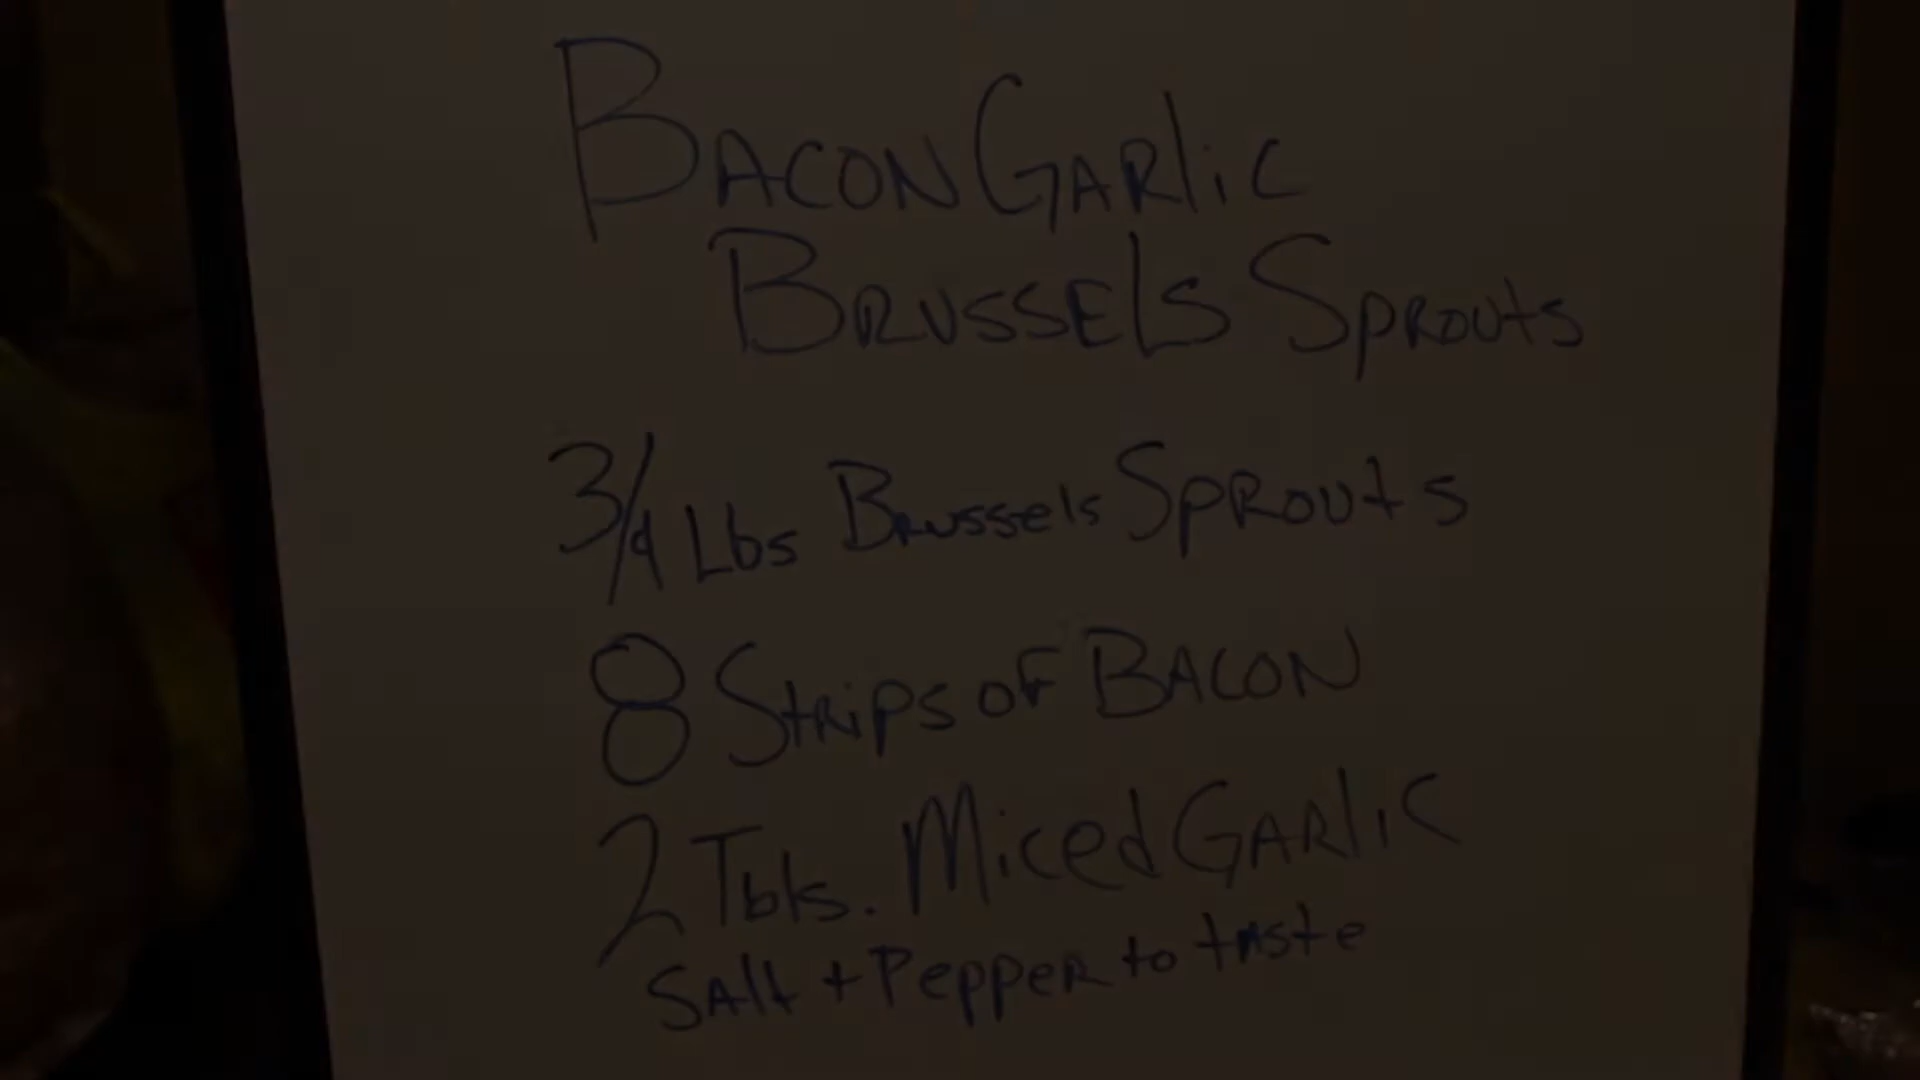 Bacon Garlic
Brussels Sprouts
3/4 Lbs Brussels Sprouts
8 Strips of Bacon
2 Tbls. Miced Garlic
Salt + Pepper to taste